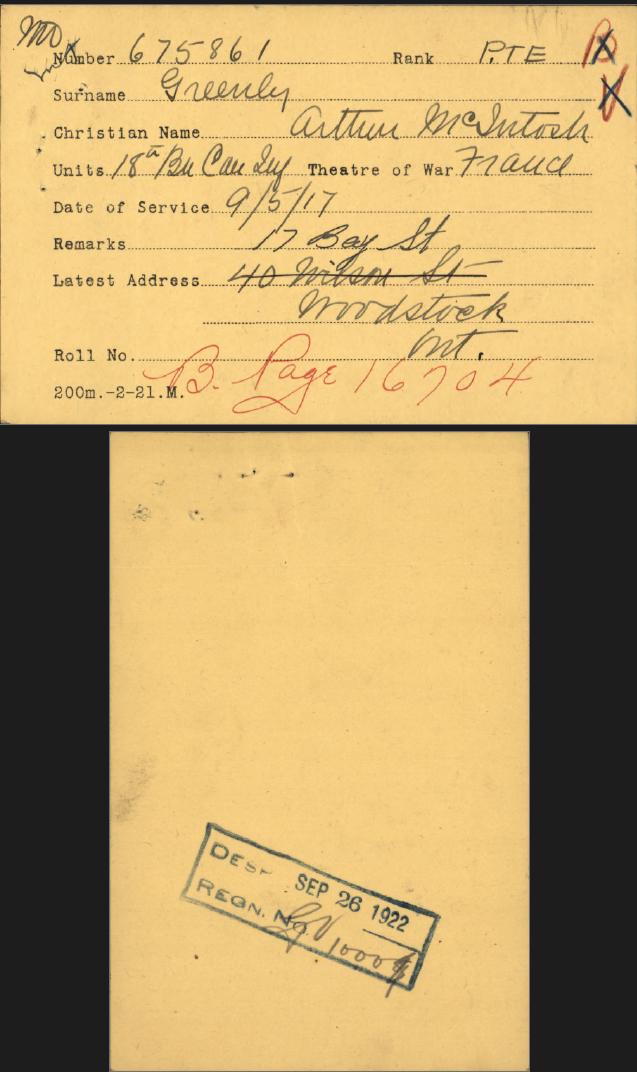 Number 675861 Rank PTE B
Surname Greenley V
Christian Name Arthur McIntosh
Units 18th Bn Can Inf Theatre of War France
Date of Service 9/5/17
Remarks 17 Bay St
Latest Address 40 Wilson St
Woodstock
Ont.
Roll No.
B. Page 16704
200m.-2-21.M.
DESP SEP 26 1922
REGN. No.